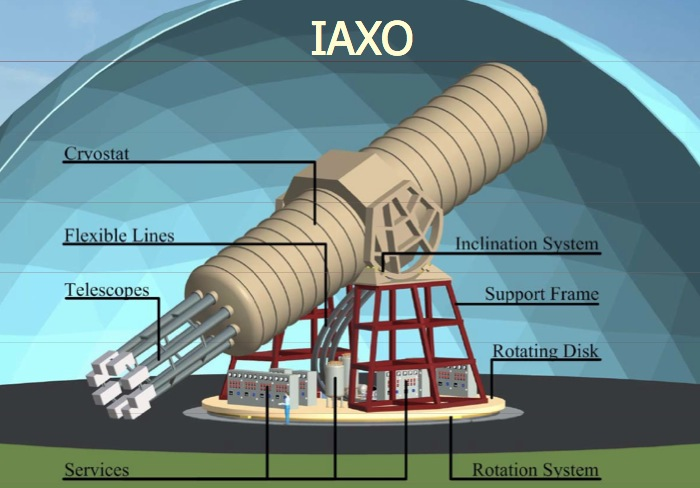 IAXO
Cryostat
Flexible Lines
Inclination System
Telescopes
Support Frame
Rotating Disk
Services
Rotation System